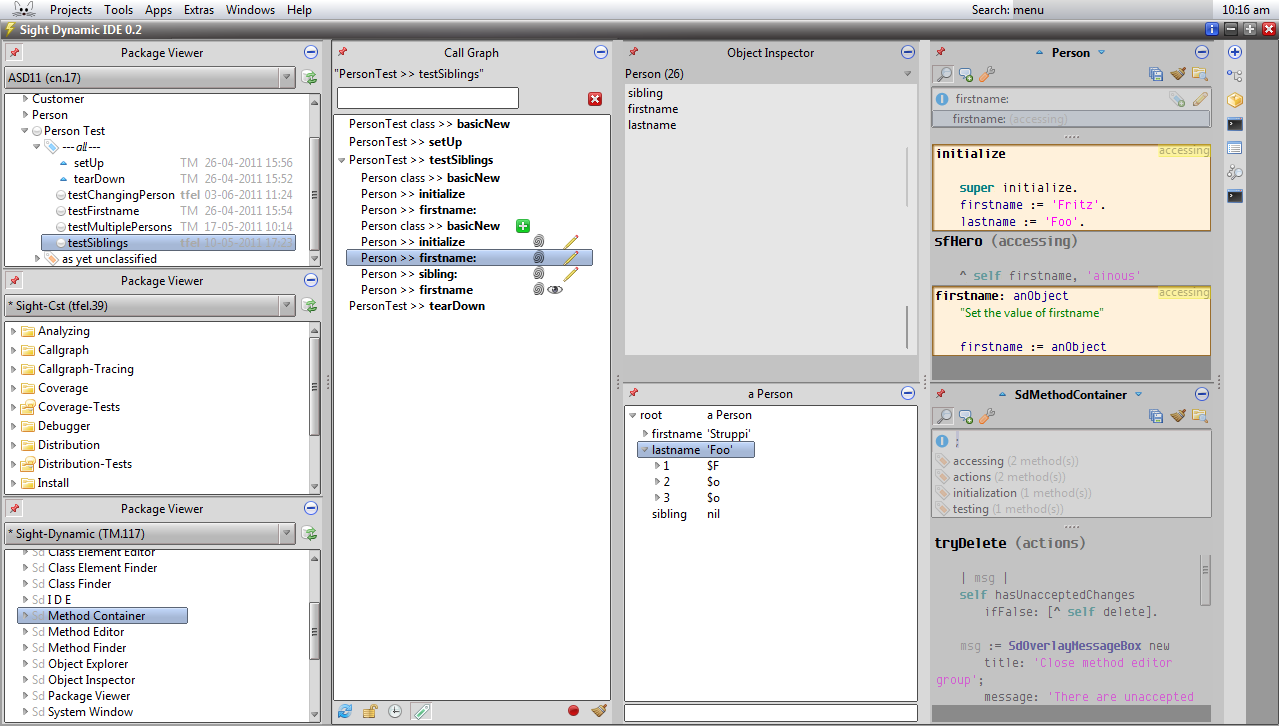 Projects Tools Apps Extras Windows Help Search: menu 10:16 am
Sight Dynamic IDE 0.2
Package Viewer
ASD11 (cn.17)
Customer
Person
Person Test
--- all ---
setUp TM 26-04-2011 15:56
tearDown TM 26-04-2011 15:52
testChangingPerson tfel 03-06-2011 11:24
testFirstname TM 26-04-2011 15:54
testMultiplePersons TM 17-05-2011 10:14
testSiblings tfel 10-05-2011 17:23
as yet unclassified
Package Viewer
* Sight-Cst (tfel.39)
Analyzing
Callgraph
Callgraph-Tracing
Coverage
Coverage-Tests
Debugger
Distribution
Distribution-Tests
Install
Package Viewer
* Sight-Dynamic (TM.117)
Sd Class Element Editor
Sd Class Element Finder
Sd Class Finder
Sd I D E
Sd Method Container
Sd Method Editor
Sd Method Finder
Sd Object Explorer
Sd Object Inspector
Sd Package Viewer
Sd System Window
Call Graph
"PersonTest >> testSiblings"
PersonTest class >> basicNew
PersonTest >> setUp
PersonTest >> testSiblings
Person class >> basicNew
Person >> initialize
Person >> firstname:
Person class >> basicNew
Person >> initialize
Person >> firstname:
Person >> sibling:
Person >> firstname
PersonTest >> tearDown
Object Inspector
Person (26)
sibling
firstname
lastname
a Person
root a Person
firstname 'Struppi'
lastname 'Foo'
1 $F
2 $o
3 $o
sibling nil
Person
firstname:
firstname: (accessing)
initialize accessing
super initialize.
firstname := 'Fritz'.
lastname := 'Foo'.
sfHero (accessing)
^ self firstname, 'ainous'
firstname: anObject accessing
"Set the value of firstname"
firstname := anObject
SdMethodContainer
;
accessing (2 method(s))
actions (2 method(s))
initialization (1 method(s))
testing (1 method(s))
tryDelete (actions)
| msg |
self hasUnacceptedChanges
ifFalse: [^ self delete].
msg := SdOverlayMessageBox new
title: 'Close method editor
group';
message: 'There are unaccepted